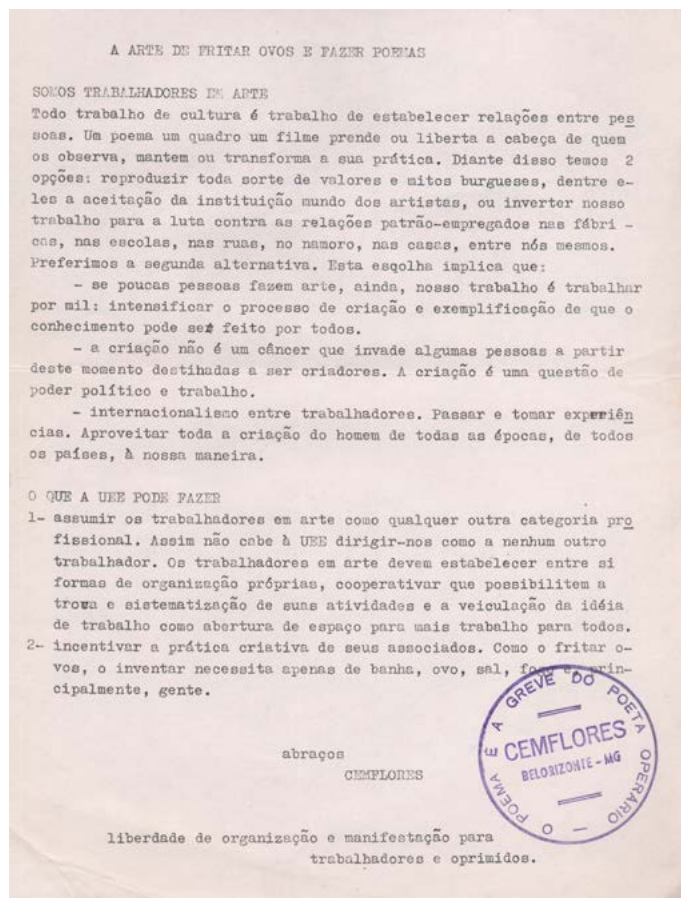 A ARTE DE FRITAR OVOS E FAZER POEMAS
SOMOS TRABALHADORES EM ARTE
Todo trabalho de cultura é trabalho de estabelecer relações entre pes
soas. Um poema um quadro um filme prende ou liberta a cabeça de quem
os observa, mantem ou transforma a sua prática. Diante disso temos 2
opções: reproduzir toda sorte de valores e mitos burgueses, dentre e-
les a aceitação da instituição mundo dos artistas, ou inverter nosso
trabalho para a luta contra as relações patrão-empregados nas fábri -
cas, nas escolas, nas ruas, no namoro, nas casas, entre nós mesmos.
Preferimos a segunda alternativa. Esta esqolha implica que:
- se poucas pessoas fazem arte, ainda, nosso trabalho é trabalhar
por mil: intensificar o processo de criação e exemplificação de que o
conhecimento pode ser feito por todos.
- a criação não é um câncer que invade algumas pessoas a partir
deste momento destihadas a ser criadores. A criação é uma questão de
poder político e trabalho.
- internacionalismo entre trabalhadores. Passar e tomar experiên
cias. Aproveitar toda a criação do homem de todas as épocas, de todos
os países, à nossa maneira.
O QUE A UEE PODE FAZER
1- assumir os trabalhadores em arte como qualquer outra categoria pro
fissional. Assim não cabe à UEE dirigir-nos como a nenhum outro
trabalhador. Os trabalhadores em arte devem estabelecer entre si
formas de organização próprias, cooperativar que possibilitem a
trova e sistematização de suas atividades e a veiculação da idéia
de trabalho como abertura de espaço para mais trabalho para todos.
2- incentivar a prática criativa de seus associados. Como o fritar o-
vos, o inventar necessita apenas de banha, ovo, sal, fogo e, prin-
cipalmente, gente.
abraços
CEMFLORES
O POEMA É A GREVE DO POETA OPERÁRIO
CEMFLORES
BELORIZONTE - MG
liberdade de organização e manifestação para
trabalhadores e oprimidos.